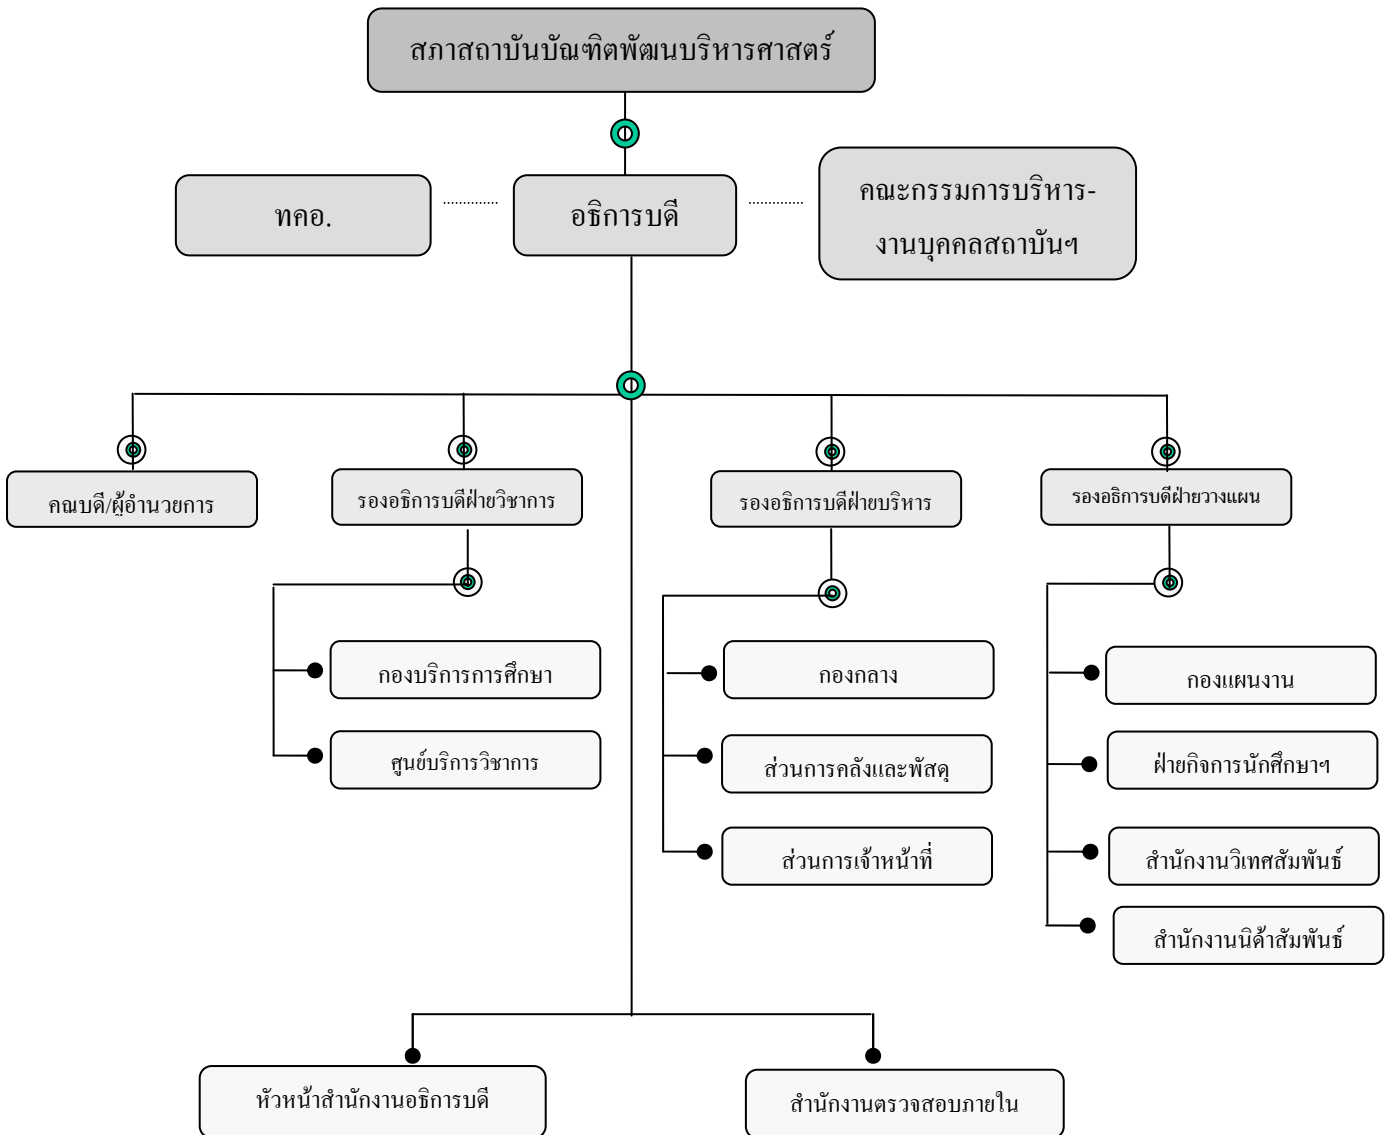 สภาสถาบันบัณฑิตพัฒนบริหารศาสตร์
ทคอ.
อธิการบดี
คณะกรรมการบริหาร-
งานบุคคลสถาบันฯ
คณบดี/ผู้อำนวยการ
รองอธิการบดีฝ่ายวิชาการ
รองอธิการบดีฝ่ายบริหาร
รองอธิการบดีฝ่ายวางแผน
กองบริการการศึกษา
ศูนย์บริการวิชาการ
กองกลาง
ส่วนการคลังและพัสดุ
ส่วนการเจ้าหน้าที่
กองแผนงาน
ฝ่ายกิจการนักศึกษาฯ
สำนักงานวิเทศสัมพันธ์
สำนักงานนิด้าสัมพันธ์
หัวหน้าสำนักงานอธิการบดี
สำนักงานตรวจสอบภายใน